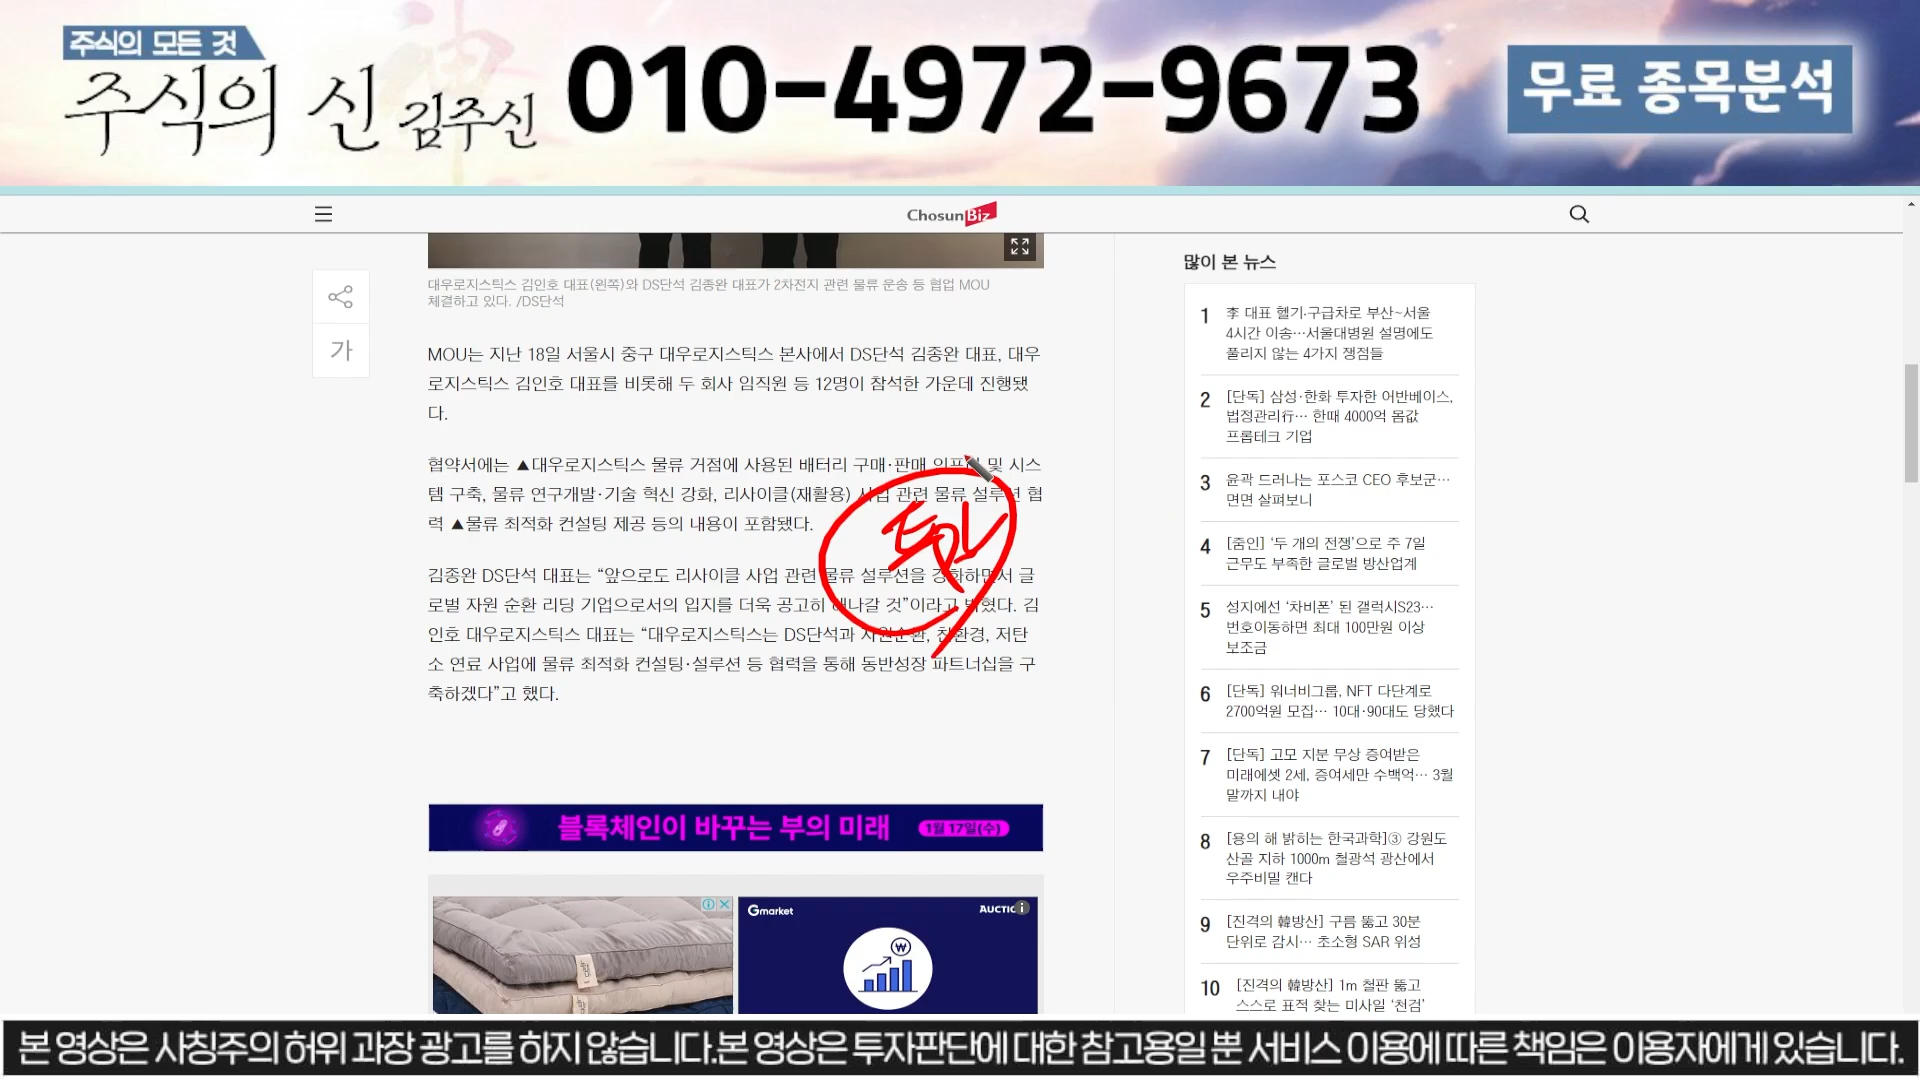 주식의 모든 것
주식의 신 김주신
010-4972-9673
무료 종목분석
ChosunBiz
가
대우로지스틱스 김인호 대표(왼쪽)와 DS단석 김종완 대표가 2차전지 관련 물류 운송 등 협업 MOU
체결하고 있다. /DS단석
MOU는 지난 18일 서울시 중구 대우로지스틱스 본사에서 DS단석 김종완 대표, 대우
로지스틱스 김인호 대표를 비롯해 두 회사 임직원 등 12명이 참석한 가운데 진행됐
다.
협약서에는 ▲대우로지스틱스 물류 거점에 사용된 배터리 구매·판매 및 시스
템 구축, 물류 연구개발·기술 혁신 강화, 리사이클(재활용) 사업 관련 물류 설루션 협
력 ▲물류 최적화 컨설팅 제공 등의 내용이 포함됐다.
김종완 DS단석 대표는 “앞으로도 리사이클 사업 관련 물류 설루션을 강화하면서 글
로벌 자원 순환 리딩 기업으로서의 입지를 더욱 공고히 해나갈 것”이라고 밝혔다. 김
인호 대우로지스틱스 대표는 “대우로지스틱스는 DS단석과 자원순환, 친환경, 저탄
소 연료 사업에 물류 최적화 컨설팅·설루션 등 협력을 통해 동반성장 파트너십을 구
축하겠다”고 했다.
블록체인이 바꾸는 부의 미래 1월 17일(수)
Gmarket
많이 본 뉴스
1 李 대표 헬기·구급차로 부산~서울
4시간 이송…서울대병원 설명에도
풀리지 않는 4가지 쟁점들
2 [단독] 삼성·한화 투자한 어반베이스,
법정관리行… 한때 4000억 몸값
프롭테크 기업
3 윤곽 드러나는 포스코 CEO 후보군…
면면 살펴보니
4 [줌인] ‘두 개의 전쟁’으로 주 7일
근무도 부족한 글로벌 방산업계
5 성지에선 ‘차비폰’ 된 갤럭시S23…
번호이동하면 최대 100만원 이상
보조금
6 [단독] 워너비그룹, NFT 다단계로
2700억원 모집… 10대·90대도 당했다
7 [단독] 고모 지분 무상 증여받은
미래에셋 2세, 증여세만 수백억… 3월
말까지 내야
8 [용의 해 밝히는 한국과학]③ 강원도
산골 지하 1000m 철광석 광산에서
우주비밀 캔다
9 [진격의 韓방산] 구름 뚫고 30분
단위로 감시… 초소형 SAR 위성
10 [진격의 韓방산] 1m 철판 뚫고
스스로 표적 찾는 미사일 ‘천검’
본 영상은 사칭주의 허위 과장 광고를 하지 않습니다.본 영상은 투자판단에 대한 참고용일 뿐 서비스 이용에 따른 책임은 이용자에게 있습니다.